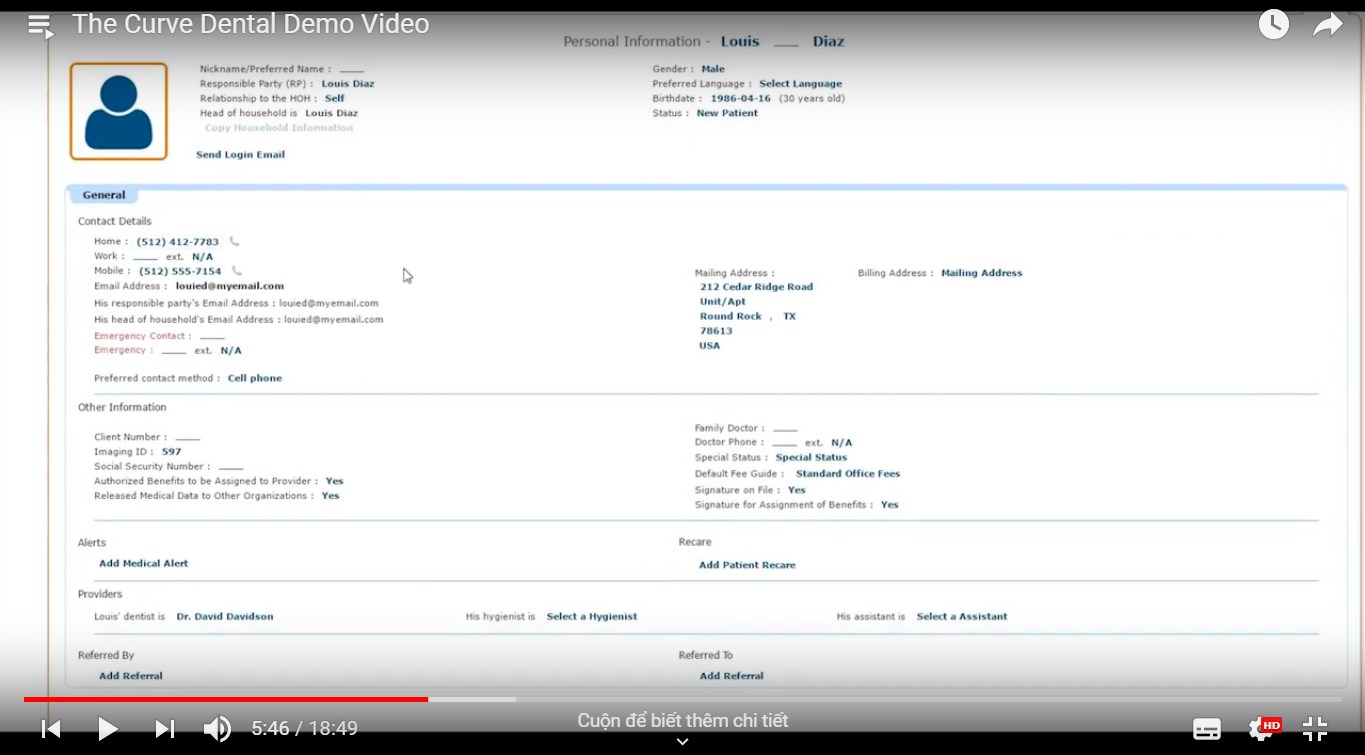 The Curve Dental Demo Video
Personal Information - Louis ___ Diaz
Nickname/Preferred Name : ____
Responsible Party (RP) : Louis Diaz
Relationship to the HOH : Self
Head of household is Louis Diaz
Copy Household Information
Send Login Email
Gender : Male
Preferred Language : Select Language
Birthdate : 1986-04-16 (30 years old)
Status : New Patient
General
Contact Details
Home : (512) 412-7783
Work : ____ ext. N/A
Mobile : (512) 555-7154
Email Address : louied@myemail.com
His responsible party's Email Address : louied@myemail.com
His head of household's Email Address : louied@myemail.com
Emergency Contact : ____
Emergency : ____ ext. N/A
Preferred contact method : Cell phone
Mailing Address :
212 Cedar Ridge Road
Unit/Apt
Round Rock , TX
78613
USA
Billing Address : Mailing Address
Other Information
Client Number : ____
Imaging ID : 597
Social Security Number : ____
Authorized Benefits to be Assigned to Provider : Yes
Released Medical Data to Other Organizations : Yes
Family Doctor : ____
Doctor Phone : ____ ext. N/A
Special Status : Special Status
Default Fee Guide : Standard Office Fees
Signature on File : Yes
Signature for Assignment of Benefits : Yes
Alerts
Add Medical Alert
Recare
Add Patient Recare
Providers
Louis' dentist is Dr. David Davidson
His hygienist is Select a Hygienist
His assistant is Select a Assistant
Referred By
Add Referral
Referred To
Add Referral
5:46 / 18:49
Cuộn để biết thêm chi tiết
HD